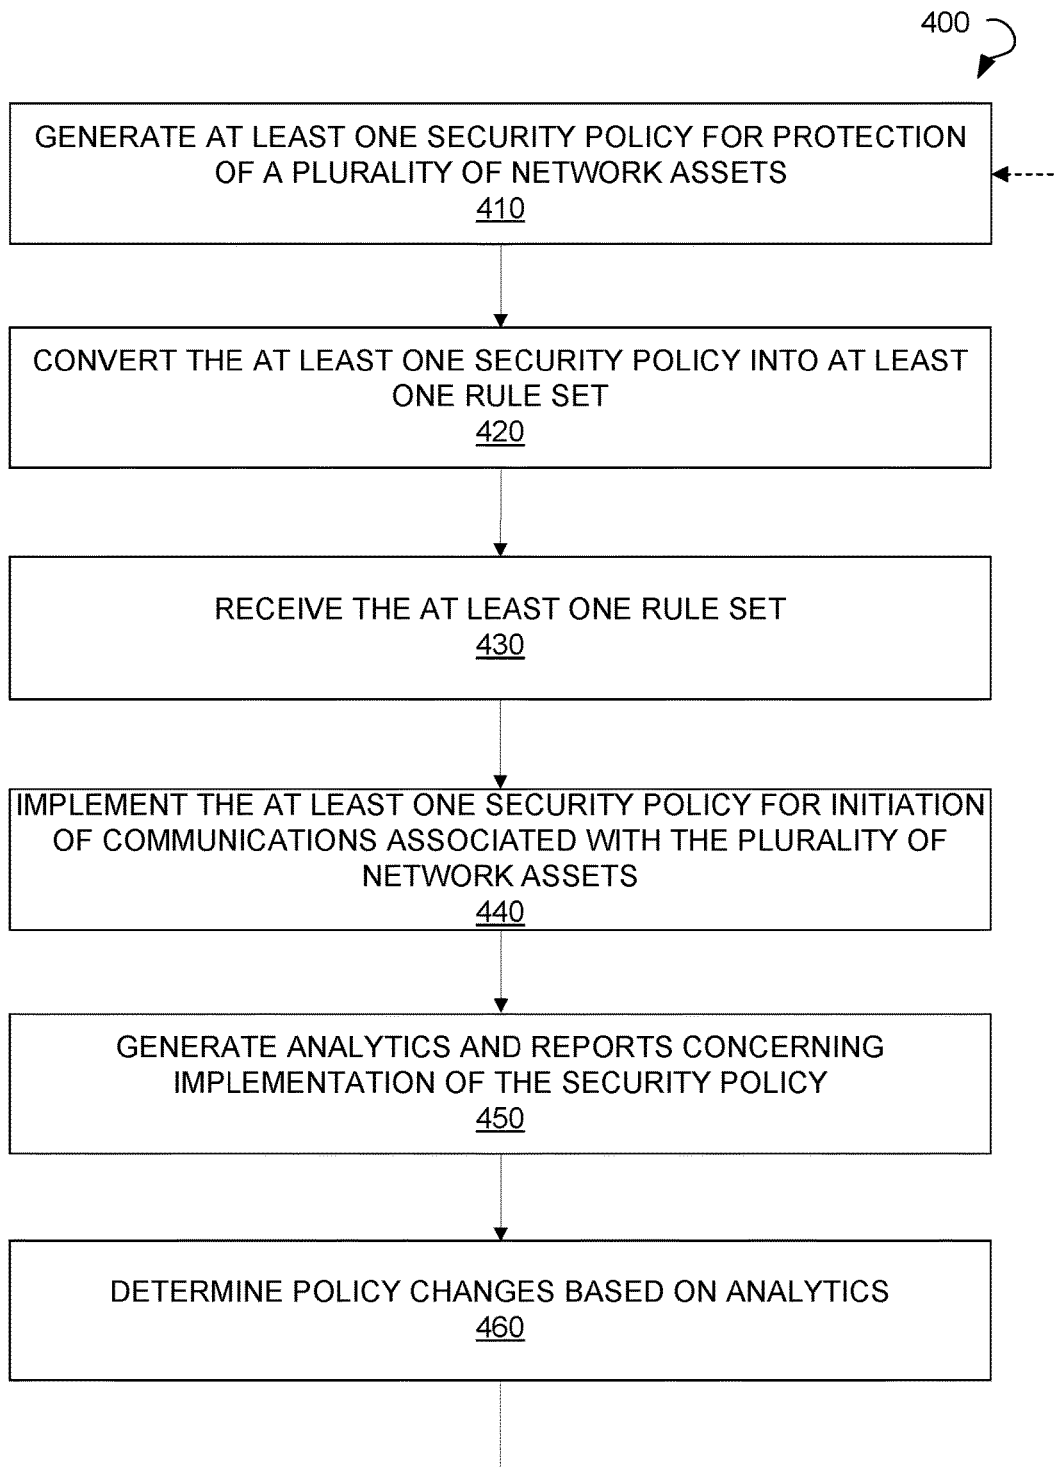 400
GENERATE AT LEAST ONE SECURITY POLICY FOR PROTECTION
OF A PLURALITY OF NETWORK ASSETS
410
CONVERT THE AT LEAST ONE SECURITY POLICY INTO AT LEAST
ONE RULE SET
420
RECEIVE THE AT LEAST ONE RULE SET
430
IMPLEMENT THE AT LEAST ONE SECURITY POLICY FOR INITIATION
OF COMMUNICATIONS ASSOCIATED WITH THE PLURALITY OF
NETWORK ASSETS
440
GENERATE ANALYTICS AND REPORTS CONCERNING
IMPLEMENTATION OF THE SECURITY POLICY
450
DETERMINE POLICY CHANGES BASED ON ANALYTICS
460